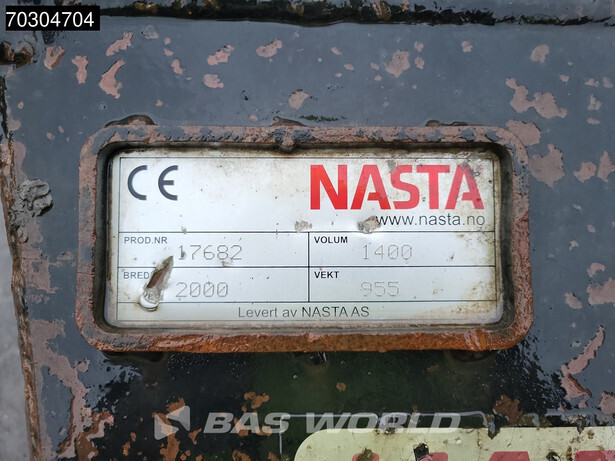 70304704
CE NASTA
www.nasta.no
PROD.NR 17682 VOLUM 1400
2000 VEKT 955
Levert av NASTA AS
BAS WORLD